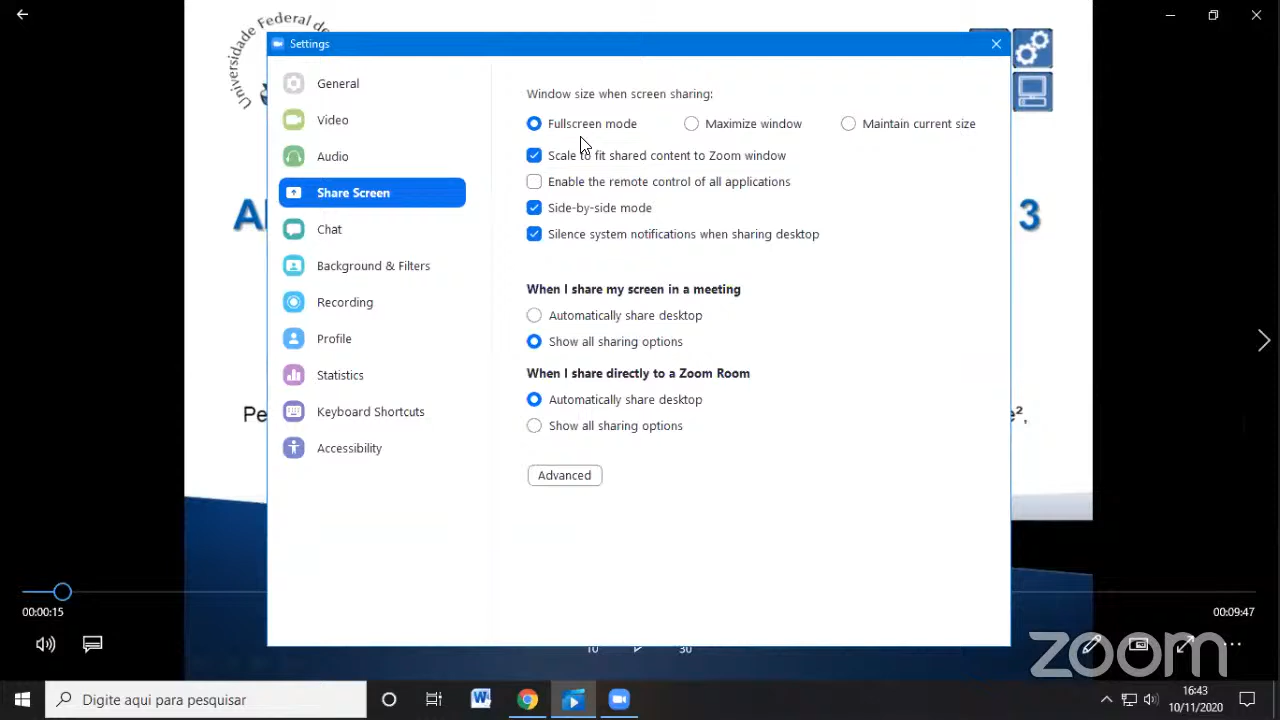 Universidade Federal de
Settings
General
Video
Audio
Share Screen
Chat
Background & Filters
Recording
Profile
Statistics
Keyboard Shortcuts
Accessibility
Window size when screen sharing:
Fullscreen mode
Maximize window
Maintain current size
Scale to fit shared content to Zoom window
Enable the remote control of all applications
Side-by-side mode
Silence system notifications when sharing desktop
When I share my screen in a meeting
Automatically share desktop
Show all sharing options
When I share directly to a Zoom Room
Automatically share desktop
Show all sharing options
Advanced
3
00:00:15
00:09:47
10
30
zoom
Digite aqui para pesquisar
16:43
10/11/2020